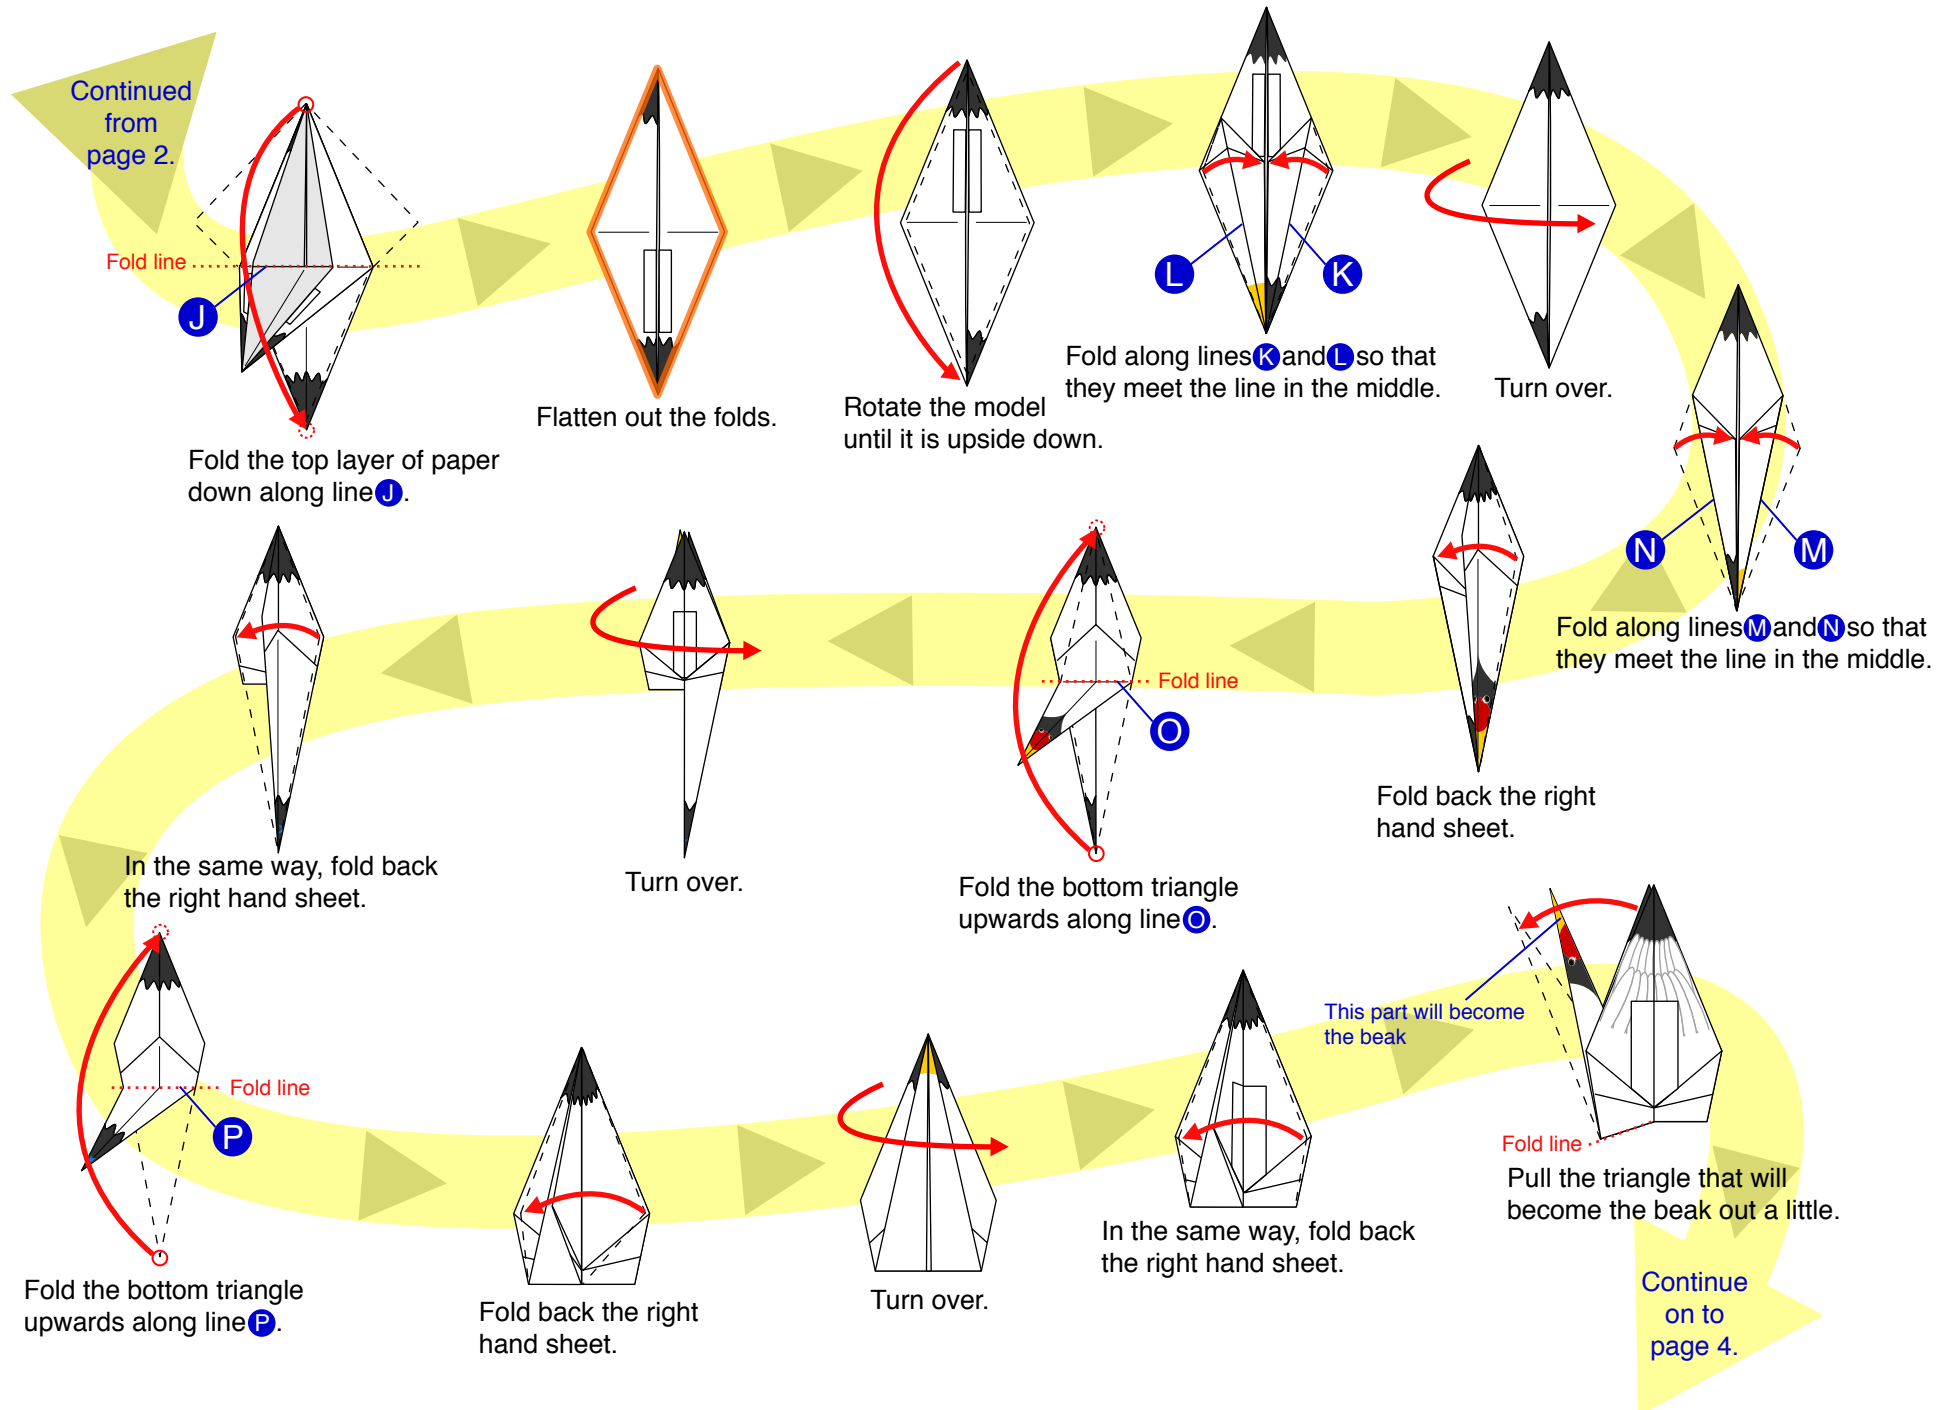 Continued
from
page 2.
Fold line
J
Fold the top layer of paper
down along line J.
Flatten out the folds.
Rotate the model
until it is upside down.
L
K
Fold along lines K and L so that
they meet the line in the middle.
Turn over.
N
M
Fold along lines M and N so that
they meet the line in the middle.
Fold back the right
hand sheet.
Fold line
O
Fold the bottom triangle
upwards along line O.
Turn over.
In the same way, fold back
the right hand sheet.
Fold line
P
Fold the bottom triangle
upwards along line P.
Fold back the right
hand sheet.
Turn over.
In the same way, fold back
the right hand sheet.
This part will become
the beak
Fold line
Pull the triangle that will
become the beak out a little.
Continue
on to
page 4.